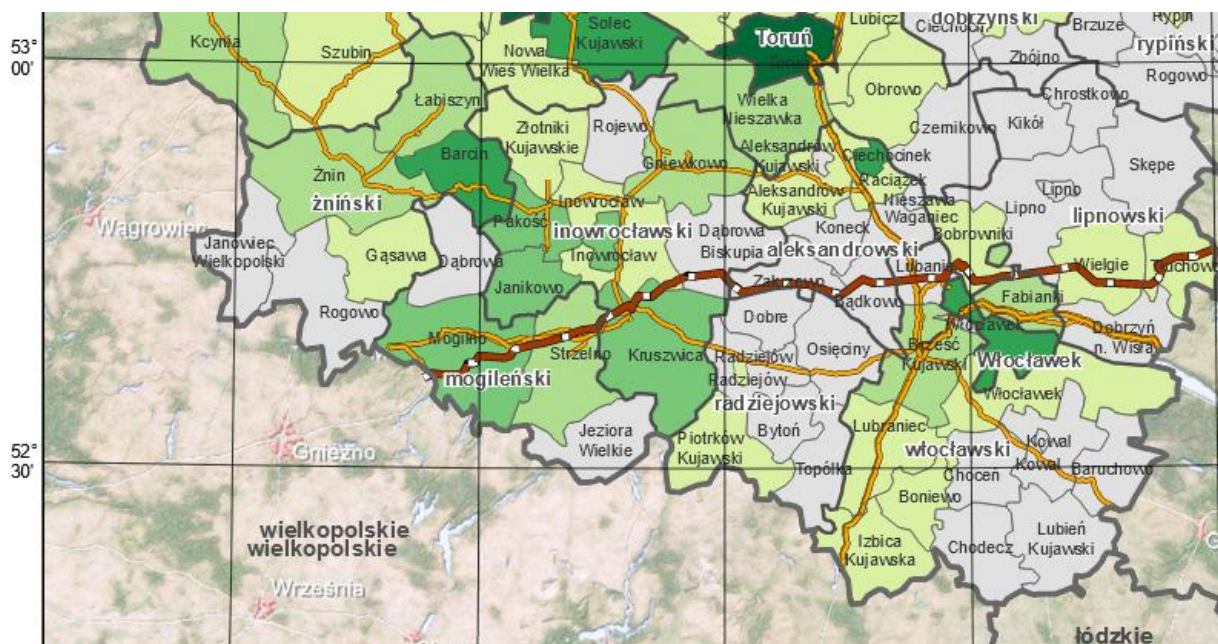 53°
00'
Kcynia
Szubin
Nowa
Wieś Wielka
Solec
Kujawski
Toruń
Lubicz
dobrzyński
Brzuze
Rypin
rypiński
Zbójno
Rogowo
Obrowo
Chrostkowo
Łabiszyn
Wielka
Nieszawka
Złotniki
Kujawskie
Rojewo
Czernikowo
Kikół
Skępe
Barcin
Gniewkowo
Aleksandrów
Kujawski
Ciechocinek
Raciążek
Żnin
żniński
Inowrocław
Aleksandrów
Kujawski
Nieszawa
Waganiec
Lipno
Lipno
lipnowski
Pakość
inowrocławski
Dąbrowa
Biskupia
Koneck
aleksandrowski
Bobrowniki
Wągrowiec
Janowiec
Wielkopolski
Gąsawa
Dąbrowa
Inowrocław
Lubanie
Wielgie
Tłuchowo
Janikowo
Zakrzewo
Bądkowo
Fabianki
Rogowo
Mogilno
Strzelno
Kruszwica
Dobre
Osięciny
Radziejów
Brześć
Kujawski
Włocławek
Dobrzyń
n. Wisłą
Włocławek
mogileński
Radziejów
radziejowski
Włocławek
Jeziora
Wielkie
Piotrków
Kujawski
Bytoń
Lubraniec
włocławski
Kowal
Kowal
Baruchowo
52°
30'
Gniezno
Topólka
Choceń
Boniewo
wielkopolskie
wielkopolskie
Izbica
Kujawska
Chodecz
Lubień
Kujawski
Września
łódzkie